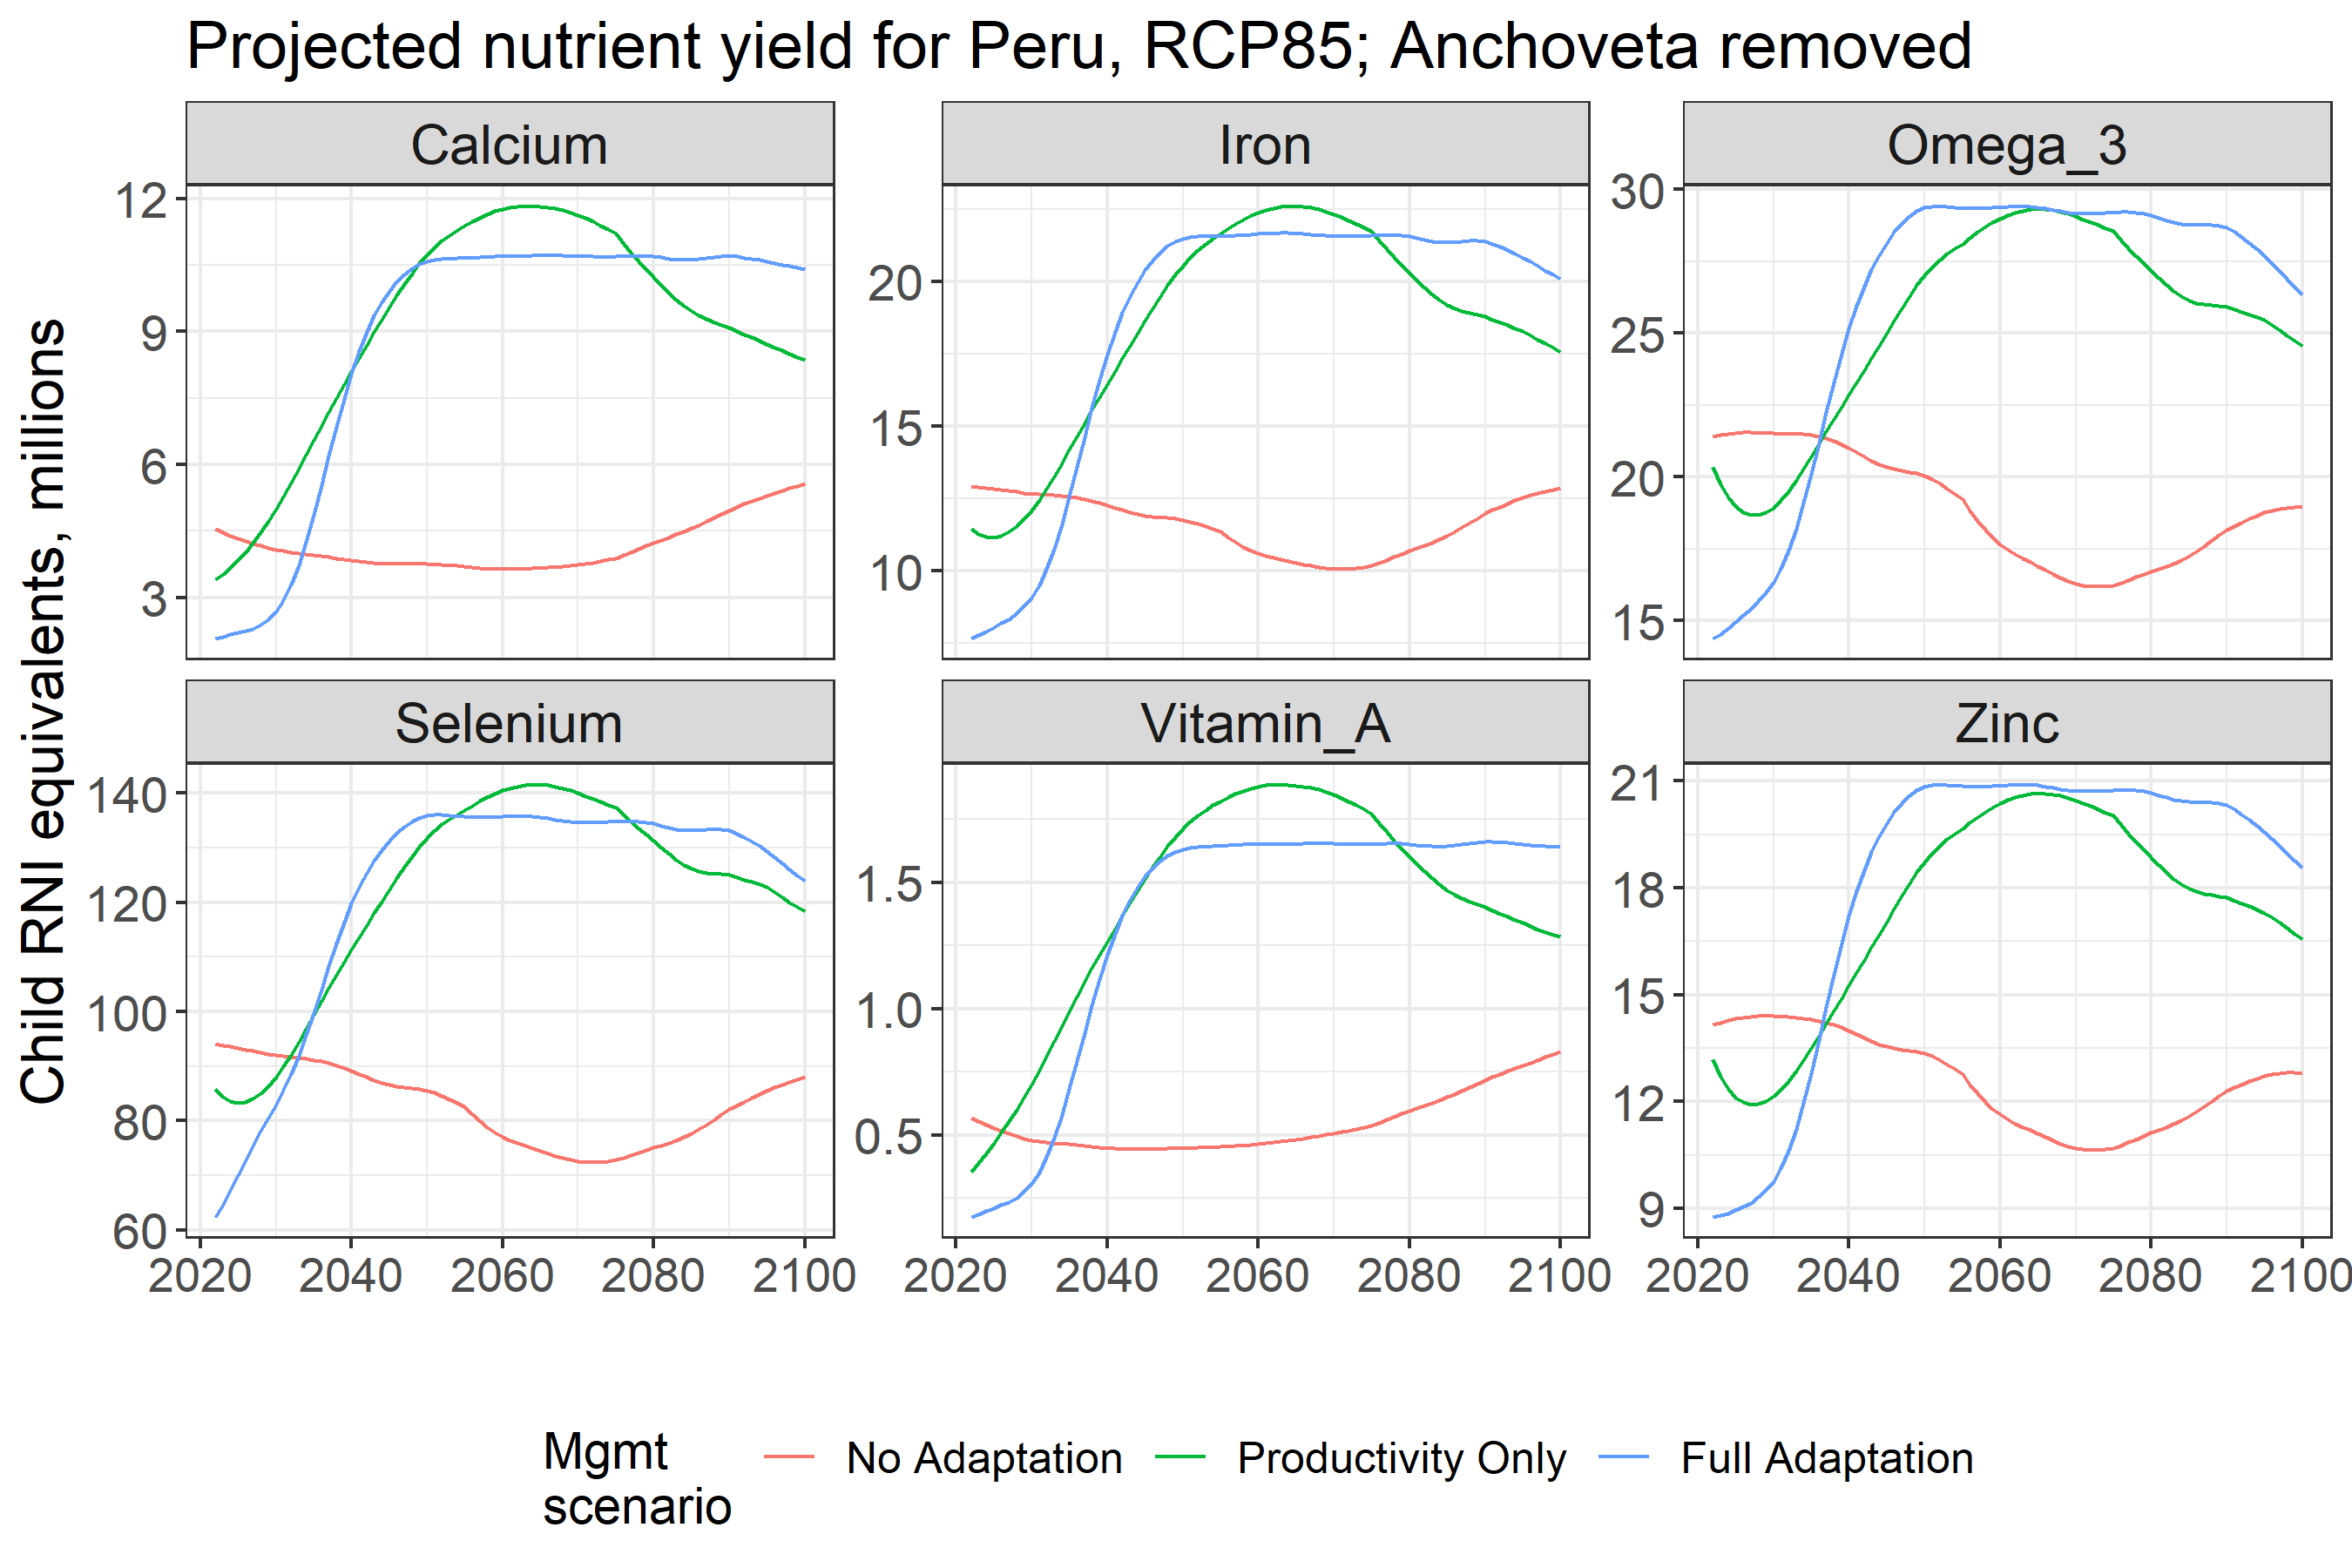 Projected nutrient yield for Peru, RCP85; Anchoveta removed
Child RNI equivalents, millions
Calcium
12
9
6
3
Iron
20
15
10
Omega_3
30
25
20
15
Selenium
140
120
100
80
60
2020 2040 2060 2080 2100
Vitamin_A
1.5
1.0
0.5
2020 2040 2060 2080 2100
Zinc
21
18
15
12
9
2020 2040 2060 2080 2100
Mgmt
scenario
No Adaptation Productivity Only Full Adaptation